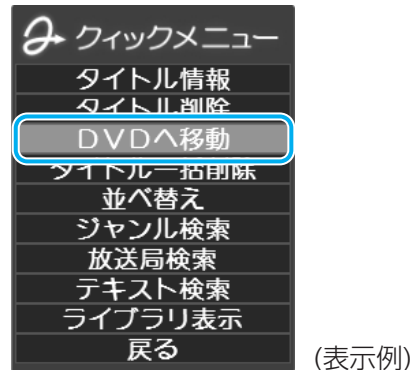 クィックメニュー
タイトル情報
タイトル削除
DVDへ移動
タイトル一括削除
並べ替え
ジャンル検索
放送局検索
テキスト検索
ライブラリ表示
戻る
(表示例)